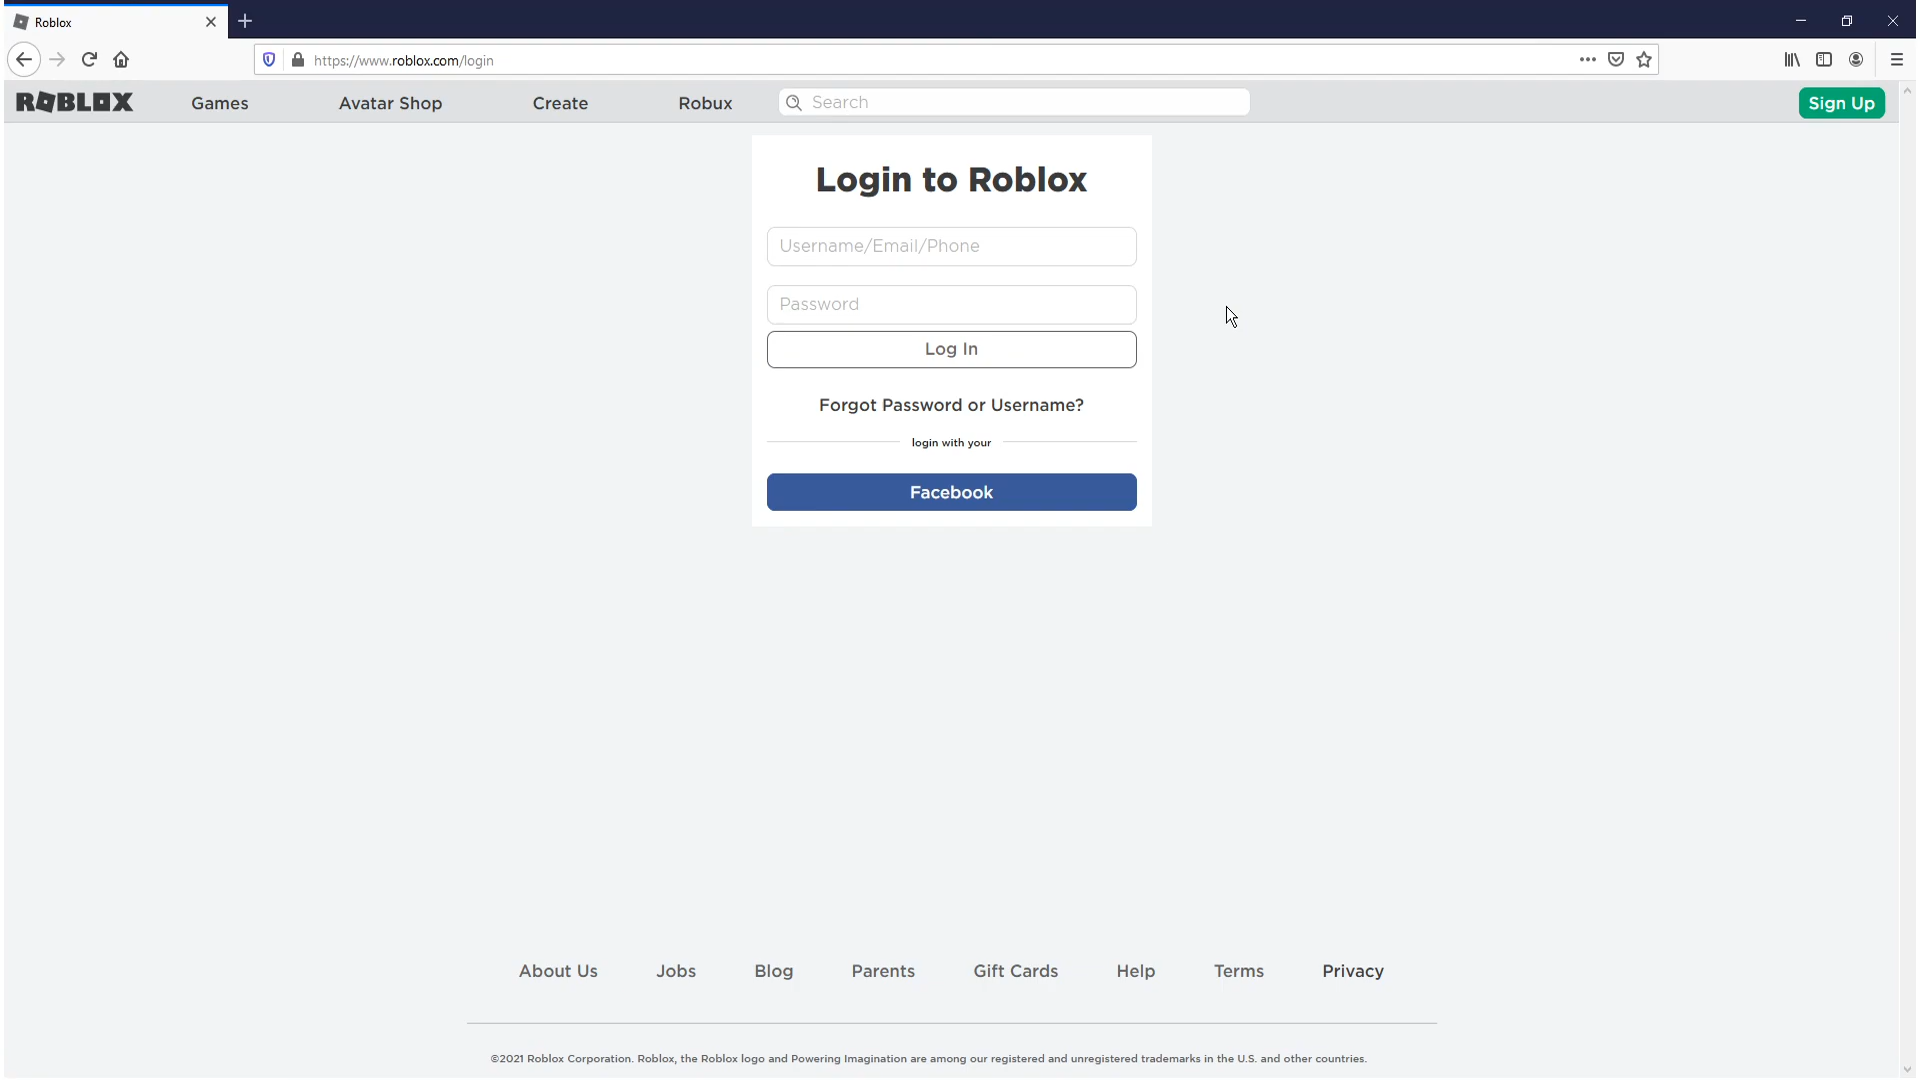 Roblox
https://www.roblox.com/login
ROBLOX Games Avatar Shop Create Robux Search Sign Up
Login to Roblox
Username/Email/Phone
Password
Log In
Forgot Password or Username?
login with your
Facebook
About Us Jobs Blog Parents Gift Cards Help Terms Privacy
©2021 Roblox Corporation. Roblox, the Roblox logo and Powering Imagination are among our registered and unregistered trademarks in the U.S. and other countries.